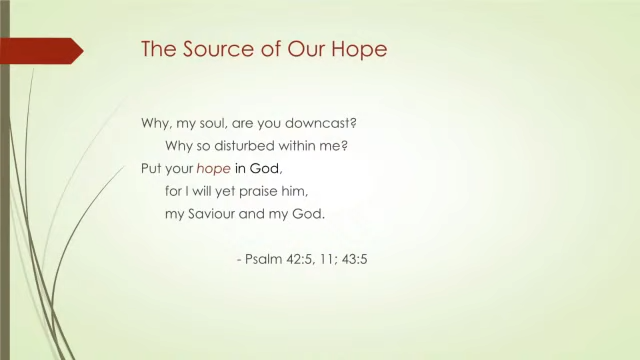 The Source of Our Hope
Why, my soul, are you downcast?
Why so disturbed within me?
Put your hope in God,
for I will yet praise him,
my Saviour and my God.
- Psalm 42:5, 11; 43:5